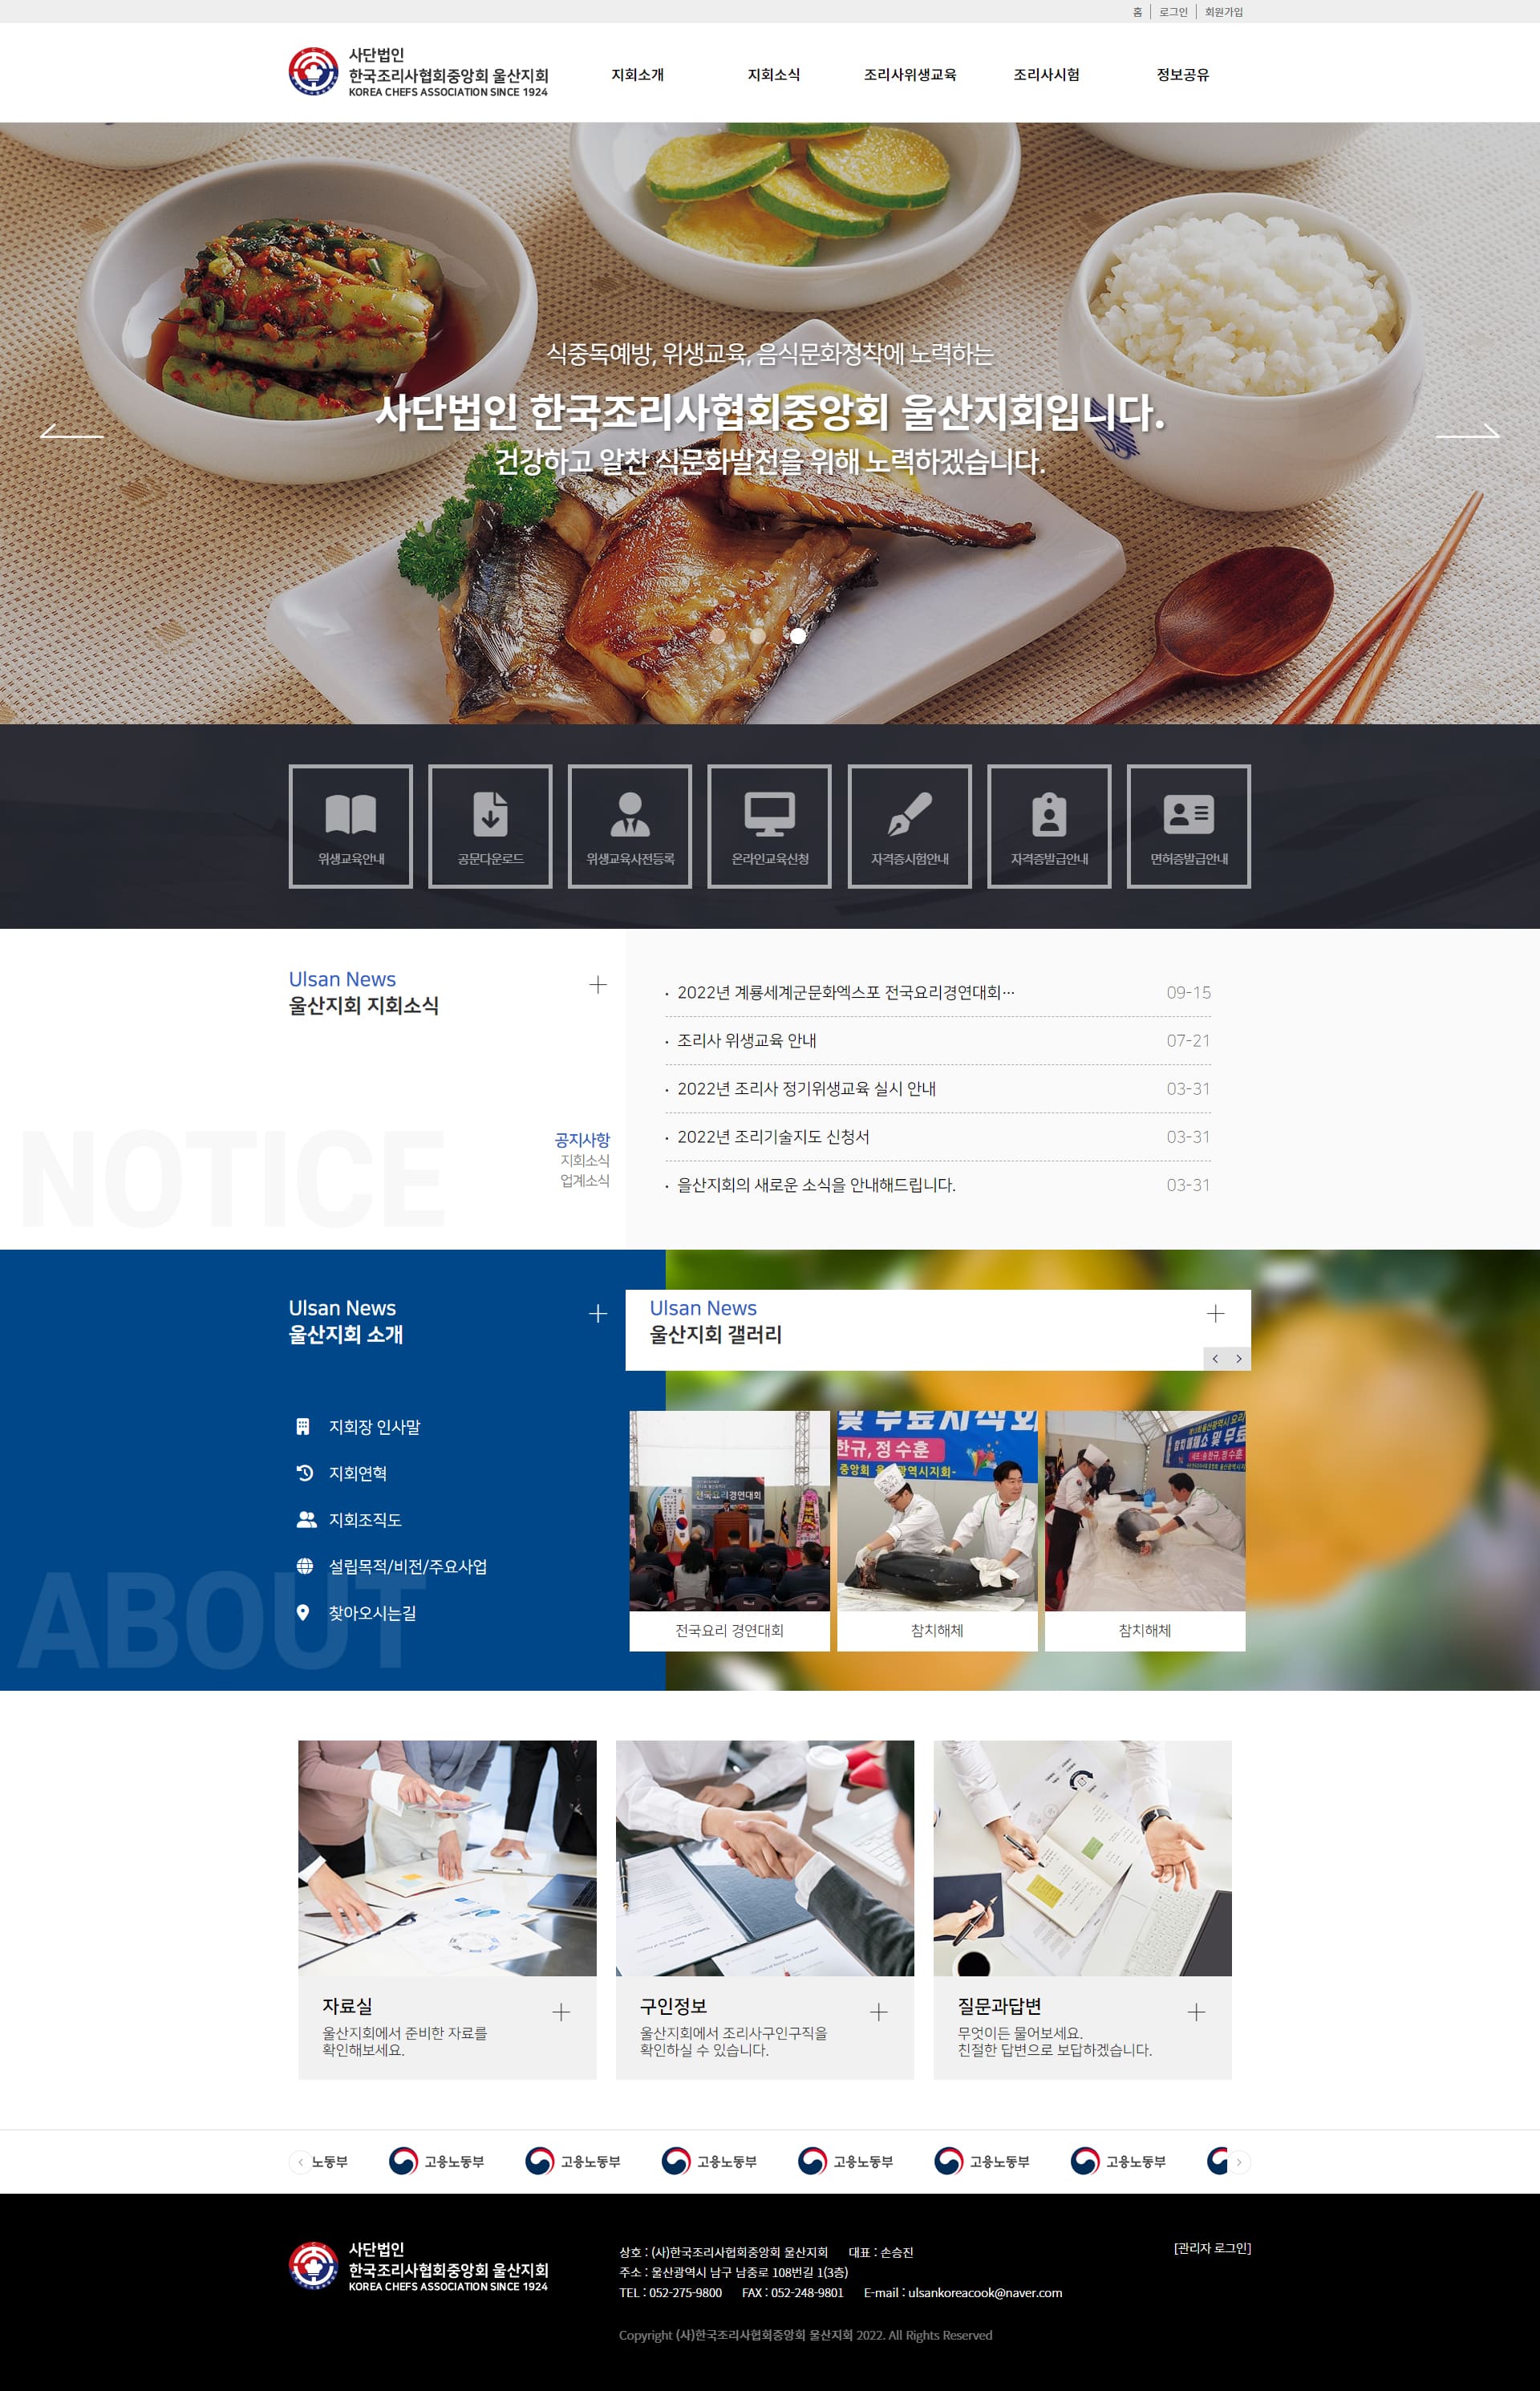 홈 로그인 회원가입
사단법인
한국조리사협회중앙회 울산지회
KOREA CHEFS ASSOCIATION SINCE 1924
지회소개 지회소식 조리사위생교육 조리사시험 정보공유
식중독예방, 위생교육, 음식문화정착에 노력하는
사단법인 한국조리사협회중앙회 울산지회입니다.
건강하고 알찬 식문화발전을 위해 노력하겠습니다.
위생교육안내 공문다운로드 위생교육사전등록 온라인교육신청 자격증시험안내 자격증발급안내 면허증발급안내
Ulsan News
울산지회 지회소식
NOTICE
공지사항
지회소식
업계소식
2022년 계룡세계군문화엑스포 전국요리경연대회… 09-15
조리사 위생교육 안내 07-21
2022년 조리사 정기위생교육 실시 안내 03-31
2022년 조리기술지도 신청서 03-31
울산지회의 새로운 소식을 안내해드립니다. 03-31
Ulsan News
울산지회 소개
지회장 인사말
지회연혁
지회조직도
설립목적/비전/주요사업
찾아오시는길
ABOUT
Ulsan News
울산지회 갤러리
전국요리경연대회
및 무료시식회
한규, 정수훈
전국요리 경연대회 참치해체 참치해체
자료실
울산지회에서 준비한 자료를
확인해보세요.
구인정보
울산지회에서 조리사구인구직을
확인하실 수 있습니다.
질문과답변
무엇이든 물어보세요.
친절한 답변으로 보답하겠습니다.
노동부 고용노동부 고용노동부 고용노동부 고용노동부 고용노동부 고용노동부
사단법인
한국조리사협회중앙회 울산지회
KOREA CHEFS ASSOCIATION SINCE 1924
상호 : (사)한국조리사협회중앙회 울산지회 대표 : 손승진
주소 : 울산광역시 남구 남중로 108번길 1(3층)
TEL : 052-275-9800 FAX : 052-248-9801 E-mail : ulsankoreacook@naver.com
Copyright (사)한국조리사협회중앙회 울산지회 2022. All Rights Reserved
[관리자 로그인]